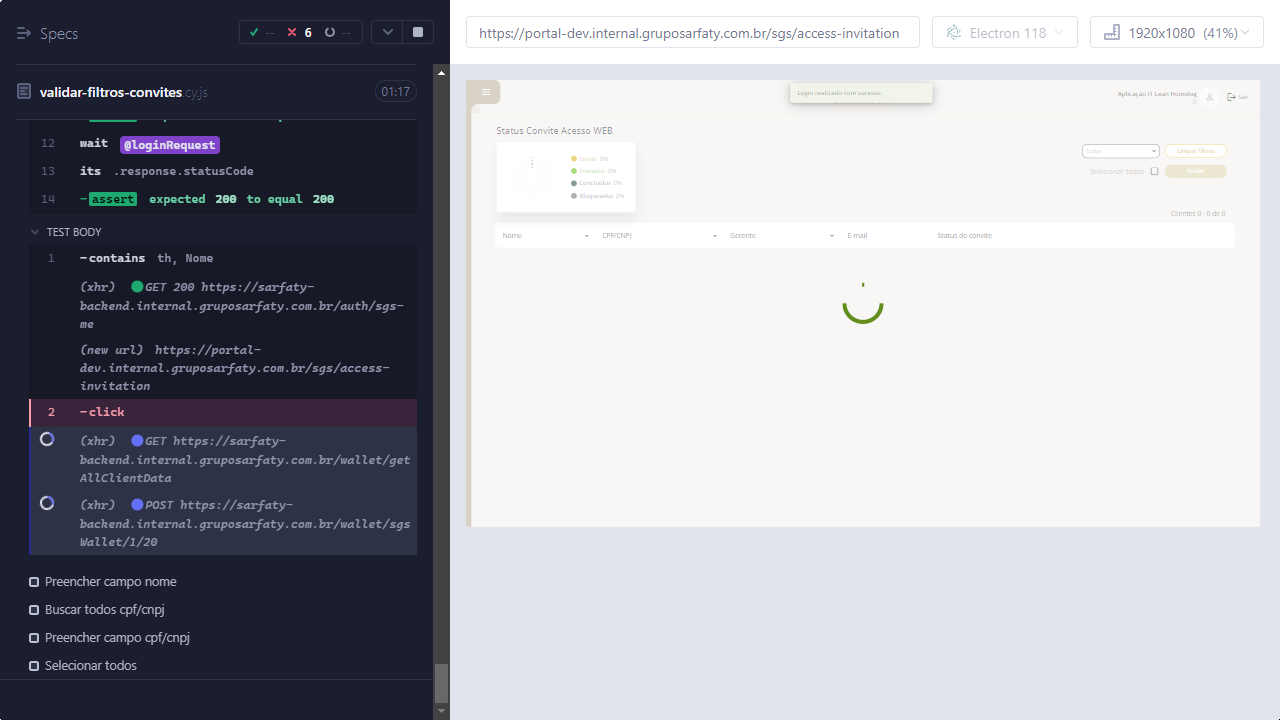 Specs
-- 6 --
validar-filtros-convites.cy.js 01:17
12 wait @loginRequest
13 its .response.statusCode
14 -assert expected 200 to equal 200
TEST BODY
1 -contains th, Nome
(xhr) GET 200 https://sarfaty-
backend.internal.gruposarfaty.com.br/auth/sgs-
me
(new url) https://portal-
dev.internal.gruposarfaty.com.br/sgs/access-
invitation
2 -click
(xhr) GET https://sarfaty-
backend.internal.gruposarfaty.com.br/wallet/get
AllClientData
(xhr) POST https://sarfaty-
backend.internal.gruposarfaty.com.br/wallet/sgs
Wallet/1/20
Preencher campo nome
Buscar todos cpf/cnpj
Preencher campo cpf/cnpj
Selecionar todos
https://portal-dev.internal.gruposarfaty.com.br/sgs/access-invitation
Electron 118
1920x1080 (41%)
Login realizado com sucesso.
Aplicação IT Lean Homolog
Sair
Status Convite Acesso WEB
Enviar 0%
Enviados 0%
Concluídos 0%
Bloqueados 0%
Todos
Limpar filtros
Selecionar todos
Enviar
Clientes 0 - 0 de 0
Nome CPF/CNPJ Gerente E-mail Status do convite